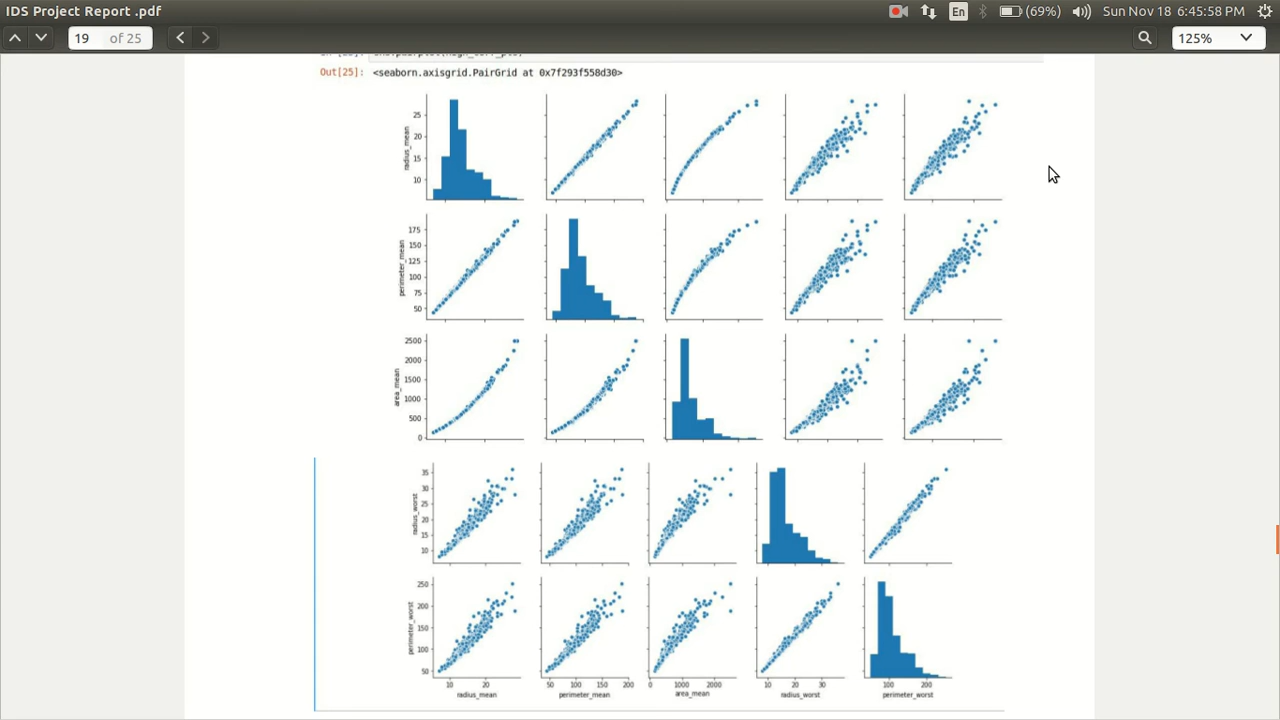 IDS Project Report .pdf
En (69%) Sun Nov 18 6:45:58 PM
19 of 25 125%
Out[25]: <seaborn.axisgrid.PairGrid at 0x7f293f558d30>
radius_mean
25
20
15
10
perimeter_mean
175
150
125
100
75
50
area_mean
2500
2000
1500
1000
500
0
radius_worst
35
30
25
20
15
10
perimeter_worst
250
200
150
100
50
10 20 50 100 150 200 0 1000 2000 10 20 30 100 200
radius_mean perimeter_mean area_mean radius_worst perimeter_worst